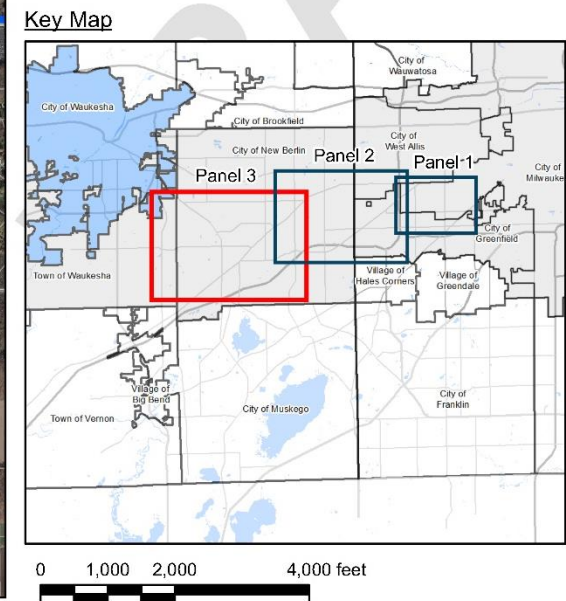 Key Map
City of
Wauwatosa
City of Waukesha
City of Brookfield
City of
West Allis
City of New Berlin
Panel 2
Panel 1
City of
Milwaukee
Panel 3
City of
Greenfield
Town of Waukesha
Village of
Hales Corners
Village of
Greendale
Village of
Big Bend
City of
Franklin
City of Muskego
Town of Vernon
0 1,000 2,000 4,000 feet